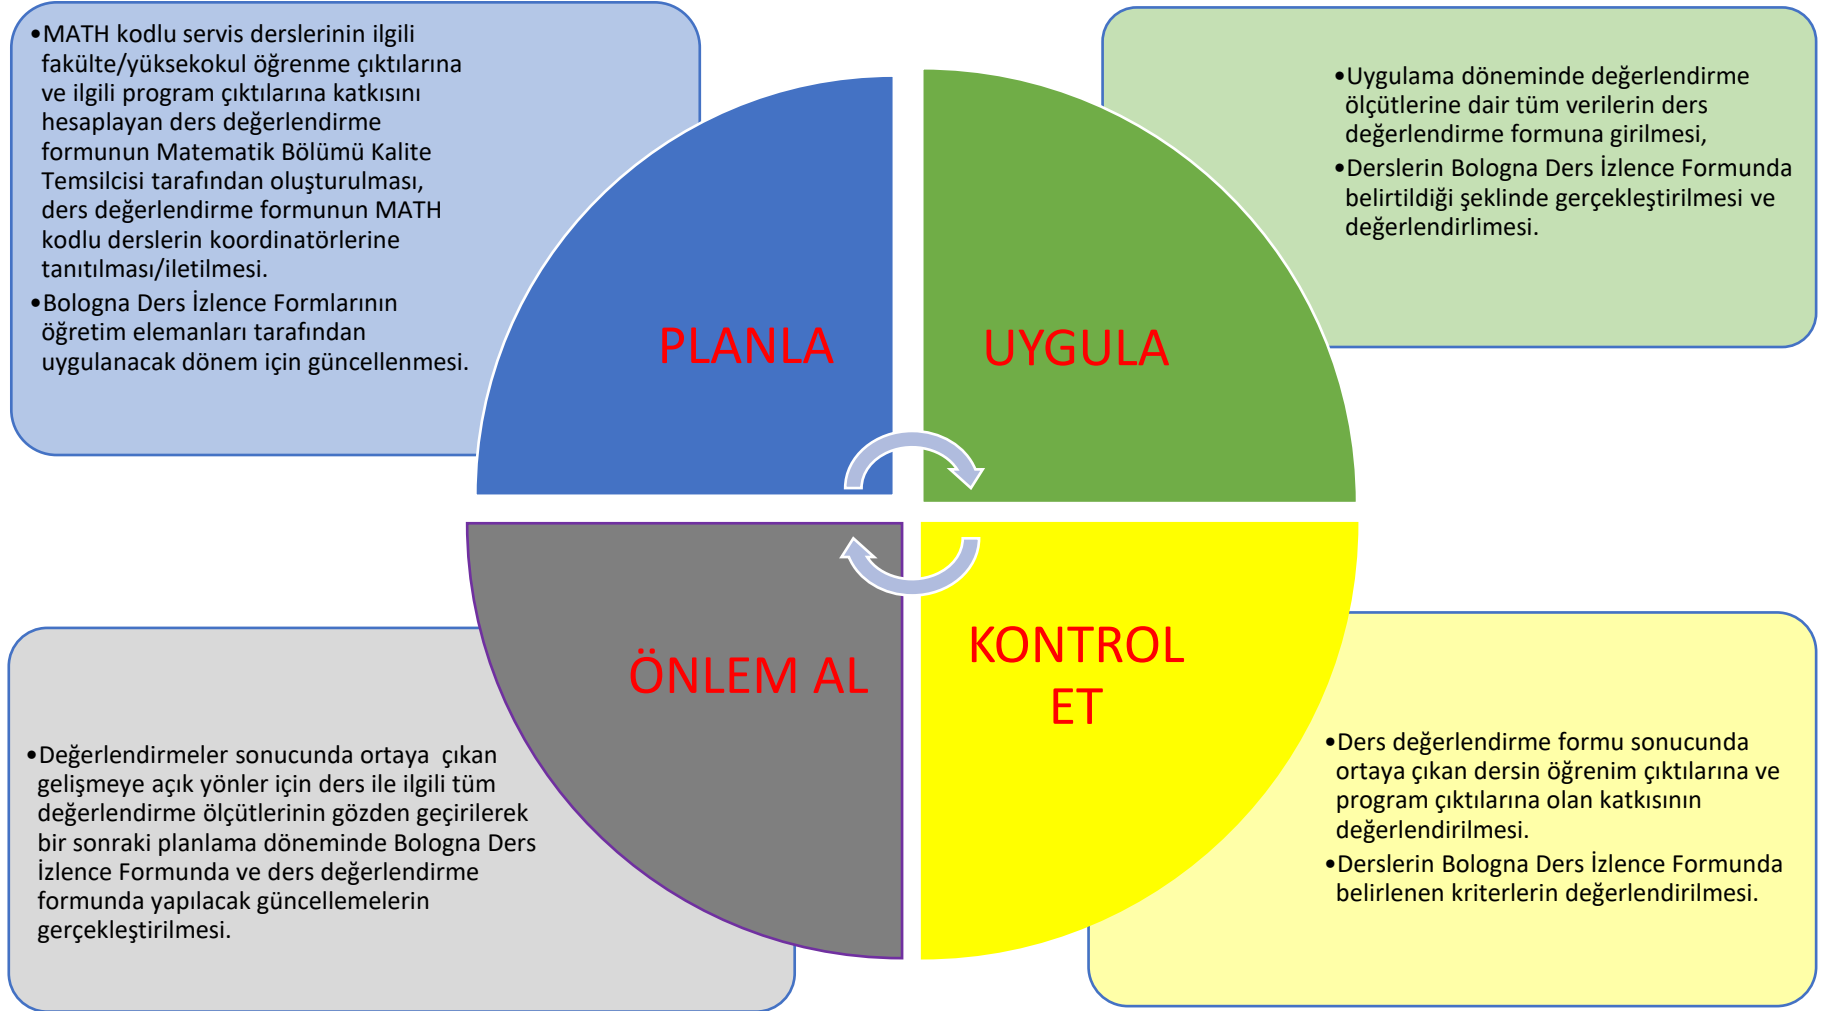 •MATH kodlu servis derslerinin ilgili
fakülte/yüksekokul öğrenme çıktılarına
ve ilgili program çıktılarına katkısını
hesaplayan ders değerlendirme
formunun Matematik Bölümü Kalite
Temsilcisi tarafından oluşturulması,
ders değerlendirme formunun MATH
kodlu derslerin koordinatörlerine
tanıtılması/iletilmesi.
•Bologna Ders İzlence Formlarının
öğretim elemanları tarafından
uygulanacak dönem için güncellenmesi.
PLANLA
•Uygulama döneminde değerlendirme
ölçütlerine dair tüm verilerin ders
değerlendirme formuna girilmesi,
•Derslerin Bologna Ders İzlence Formunda
belirtildiği şeklinde gerçekleştirilmesi ve
değerlendirlimesi.
UYGULA
KONTROL
ET
•Ders değerlendirme formu sonucunda
ortaya çıkan dersin öğrenim çıktılarına ve
program çıktılarına olan katkısının
değerlendirilmesi.
•Derslerin Bologna Ders İzlence Formunda
belirlenen kriterlerin değerlendirilmesi.
ÖNLEM AL
•Değerlendirmeler sonucunda ortaya  çıkan
gelişmeye açık yönler için ders ile ilgili tüm
değerlendirme ölçütlerinin gözden geçirilerek
bir sonraki planlama döneminde Bologna Ders
İzlence Formunda ve ders değerlendirme
formunda yapılacak güncellemelerin
gerçekleştirilmesi.